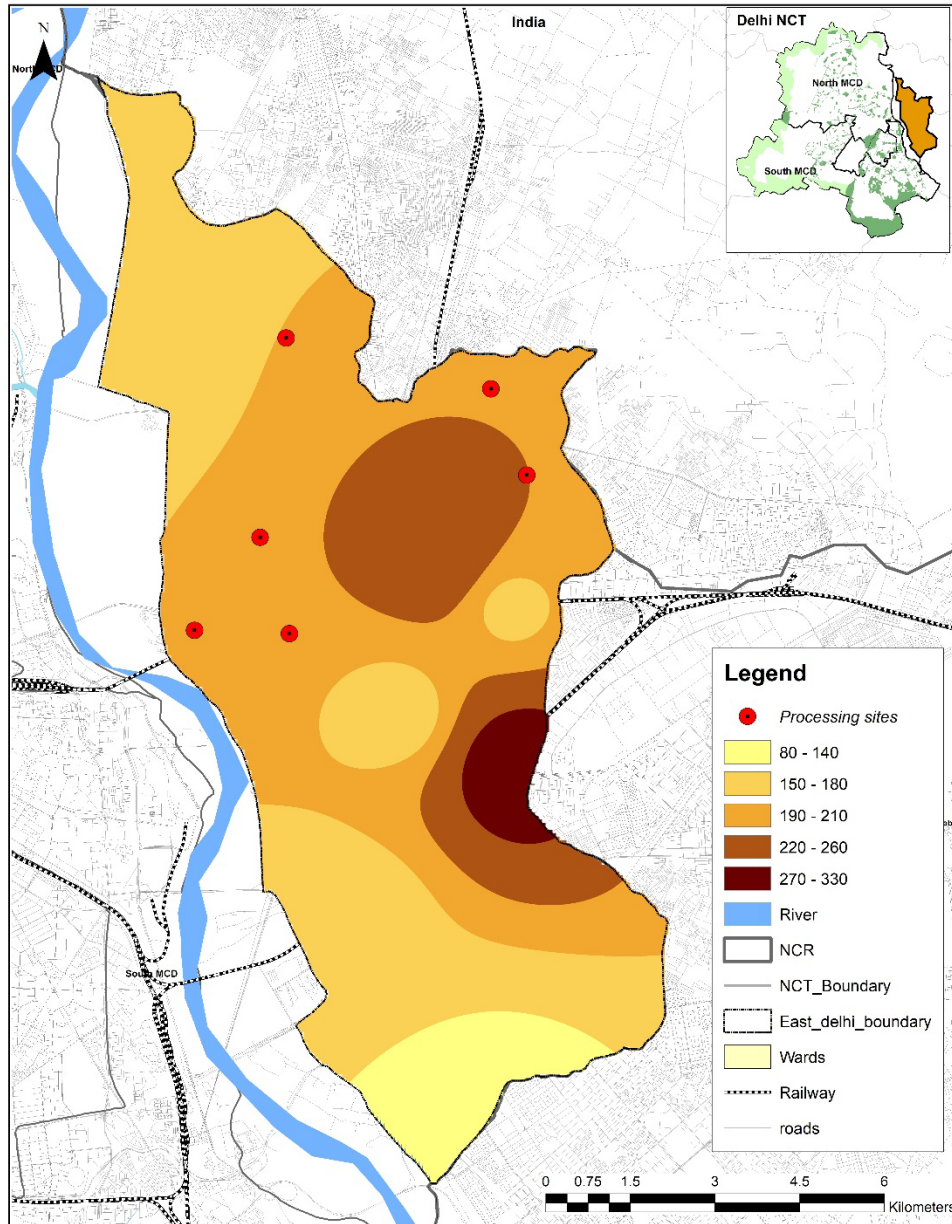 India
N
North MCD
Delhi NCT
North MCD
South MCD
South MCD
Legend
Processing sites
80 - 140
150 - 180
190 - 210
220 - 260
270 - 330
River
NCR
NCT_Boundary
East_delhi_boundary
Wards
Railway
roads
0 0.75 1.5 3 4.5 6
Kilometer